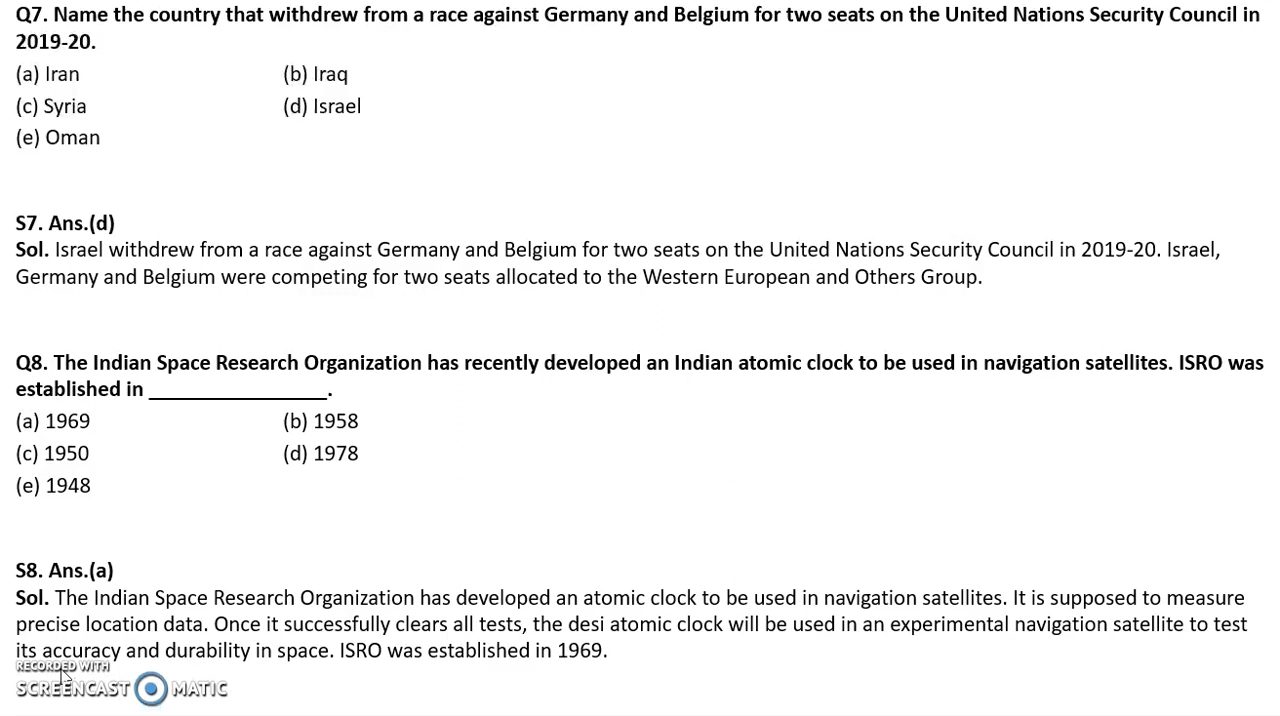 Q7. Name the country that withdrew from a race against Germany and Belgium for two seats on the United Nations Security Council in
2019-20.
(a) Iran (b) Iraq
(c) Syria (d) Israel
(e) Oman
S7. Ans.(d)
Sol. Israel withdrew from a race against Germany and Belgium for two seats on the United Nations Security Council in 2019-20. Israel,
Germany and Belgium were competing for two seats allocated to the Western European and Others Group.
Q8. The Indian Space Research Organization has recently developed an Indian atomic clock to be used in navigation satellites. ISRO was
established in ________________.
(a) 1969 (b) 1958
(c) 1950 (d) 1978
(e) 1948
S8. Ans.(a)
Sol. The Indian Space Research Organization has developed an atomic clock to be used in navigation satellites. It is supposed to measure
precise location data. Once it successfully clears all tests, the desi atomic clock will be used in an experimental navigation satellite to test
its accuracy and durability in space. ISRO was established in 1969.
RECORDED WITH
SCREENCAST MATIC